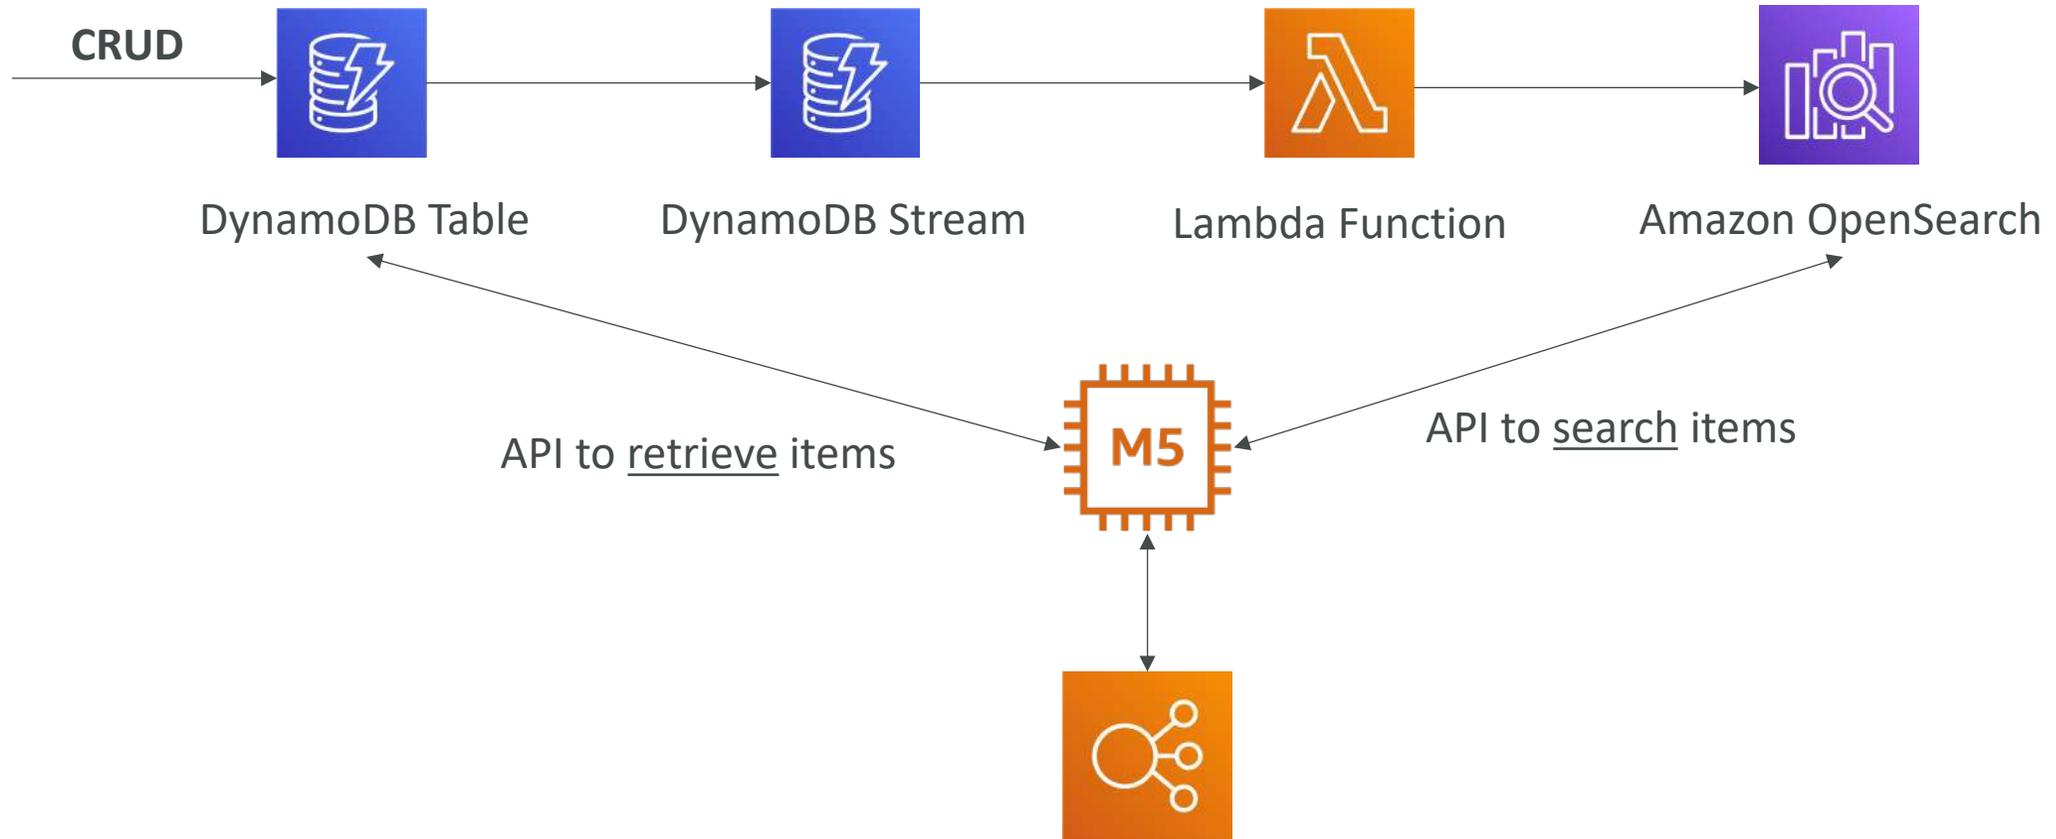 CRUD
DynamoDB Table
DynamoDB Stream
Lambda Function
Amazon OpenSearch
API to retrieve items
M5
API to search items